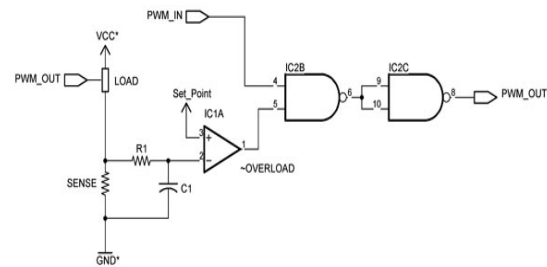 PWM_IN
VCC*
PWM_OUT
LOAD
IC2B
4
5
6
IC2C
9
10
8
PWM_OUT
Set_Point
IC1A
3
+
2
-
1
~OVERLOAD
R1
SENSE
C1
GND*